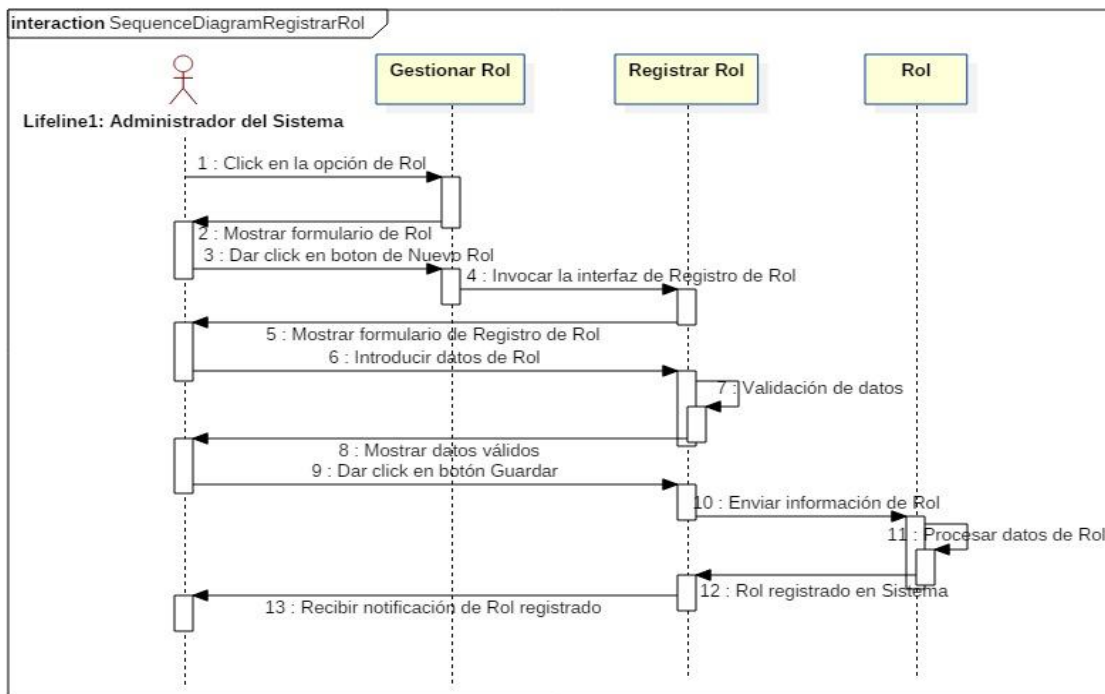 interaction SequenceDiagramRegistrarRol
Gestionar Rol
Registrar Rol
Rol
Lifeline1: Administrador del Sistema
1 : Click en la opción de Rol
2 : Mostrar formulario de Rol
3 : Dar click en boton de Nuevo Rol
4 : Invocar la interfaz de Registro de Rol
5 : Mostrar formulario de Registro de Rol
6 : Introducir datos de Rol
7 : Validación de datos
8 : Mostrar datos válidos
9 : Dar click en botón Guardar
10 : Enviar información de Rol
11 : Procesar datos de Rol
12 : Rol registrado en Sistema
13 : Recibir notificación de Rol registrado